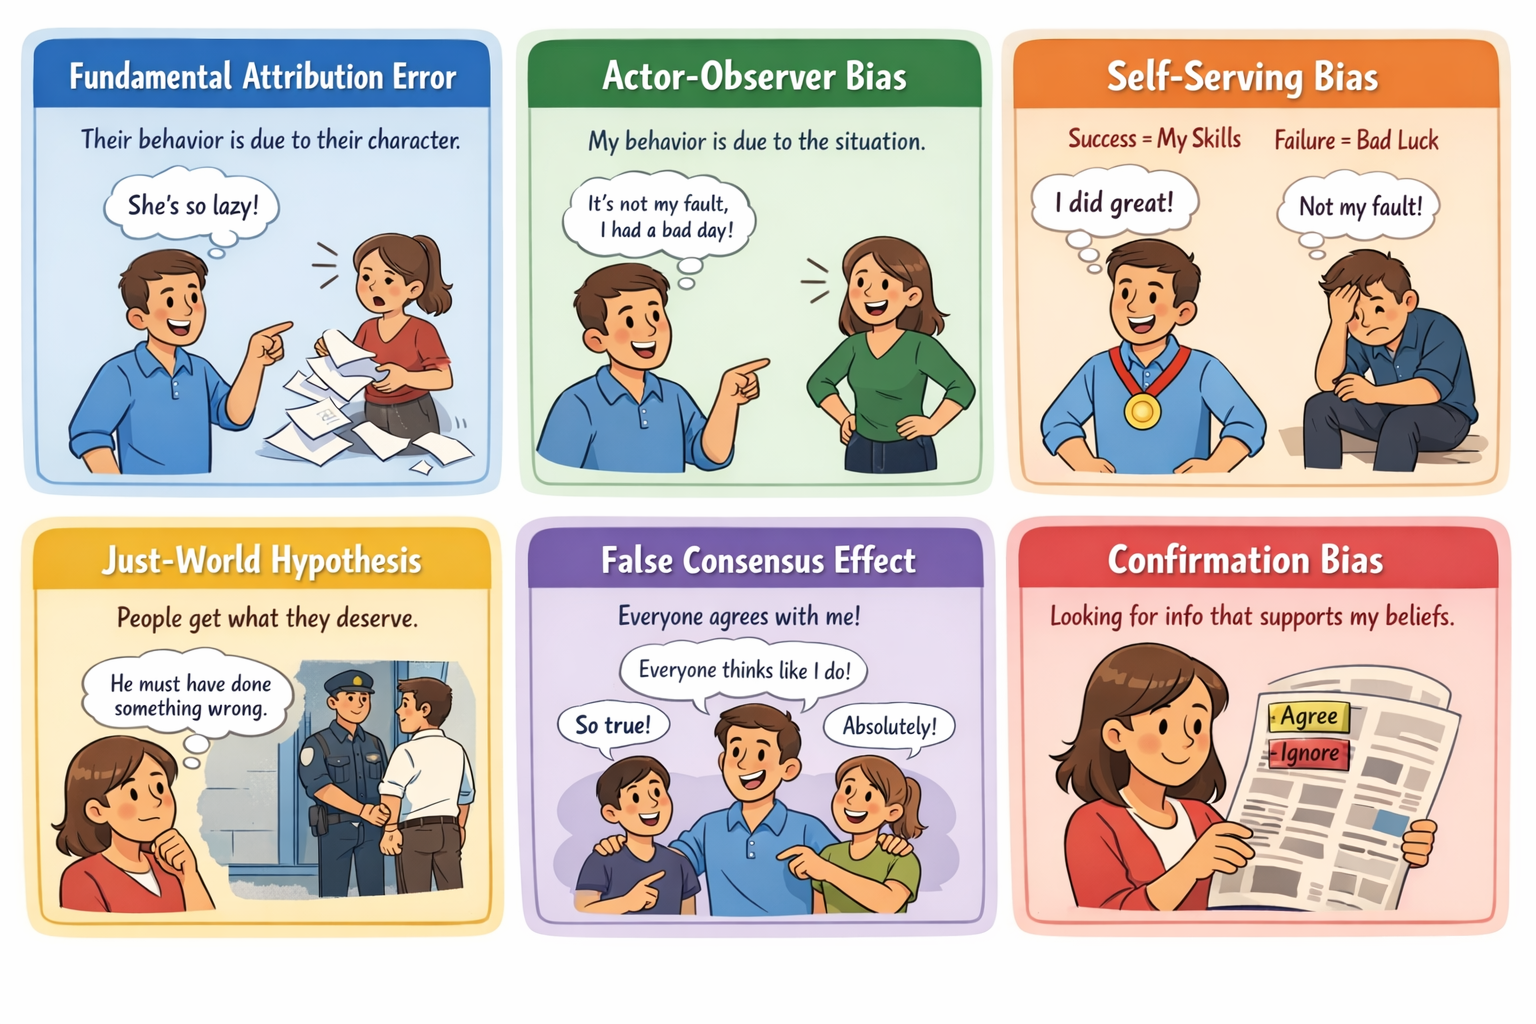 Fundamental Attribution Error
Their behavior is due to their character.
She's so lazy!
Actor-Observer Bias
My behavior is due to the situation.
It's not my fault,
I had a bad day!
Self-Serving Bias
Success = My Skills
Failure = Bad Luck
I did great!
Not my fault!
Just-World Hypothesis
People get what they deserve.
He must have done
something wrong.
False Consensus Effect
Everyone agrees with me!
Everyone thinks like I do!
So true!
Absolutely!
Confirmation Bias
Looking for info that supports my beliefs.
Agree
Ignore